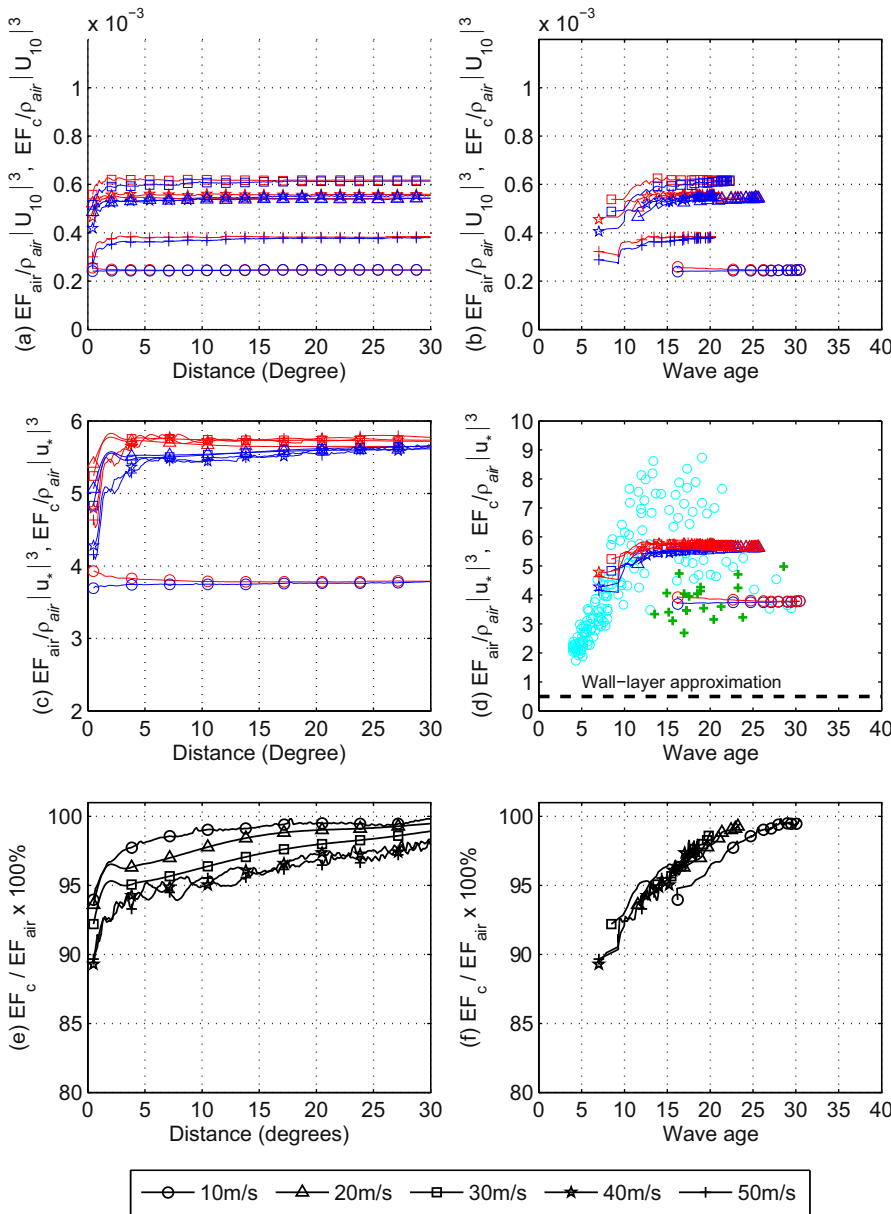 x 10⁻³
(a) EF_air/ρ_air|U_10|³, EF_c/ρ_air|U_10|³
1
0.8
0.6
0.4
0.2
0
0 5 10 15 20 25 30
Distance (Degree)
x 10⁻³
(b) EF_air/ρ_air|U_10|³, EF_c/ρ_air|U_10|³
1
0.8
0.6
0.4
0.2
0
0 5 10 15 20 25 30 35 40
Wave age
(c) EF_air/ρ_air|u_*|³, EF_c/ρ_air|u_*|³
6
5
4
3
2
0 5 10 15 20 25 30
Distance (Degree)
(d) EF_air/ρ_air|u_*|³, EF_c/ρ_air|u_*|³
10
9
8
7
6
5
4
3
2
1
0
Wall−layer approximation
0 5 10 15 20 25 30 35 40
Wave age
(e) EF_c / EF_air x 100%
100
95
90
85
80
0 5 10 15 20 25 30
Distance (degrees)
(f) EF_c / EF_air x 100%
100
95
90
85
80
0 5 10 15 20 25 30 35 40
Wave age
10m/s 20m/s 30m/s 40m/s 50m/s